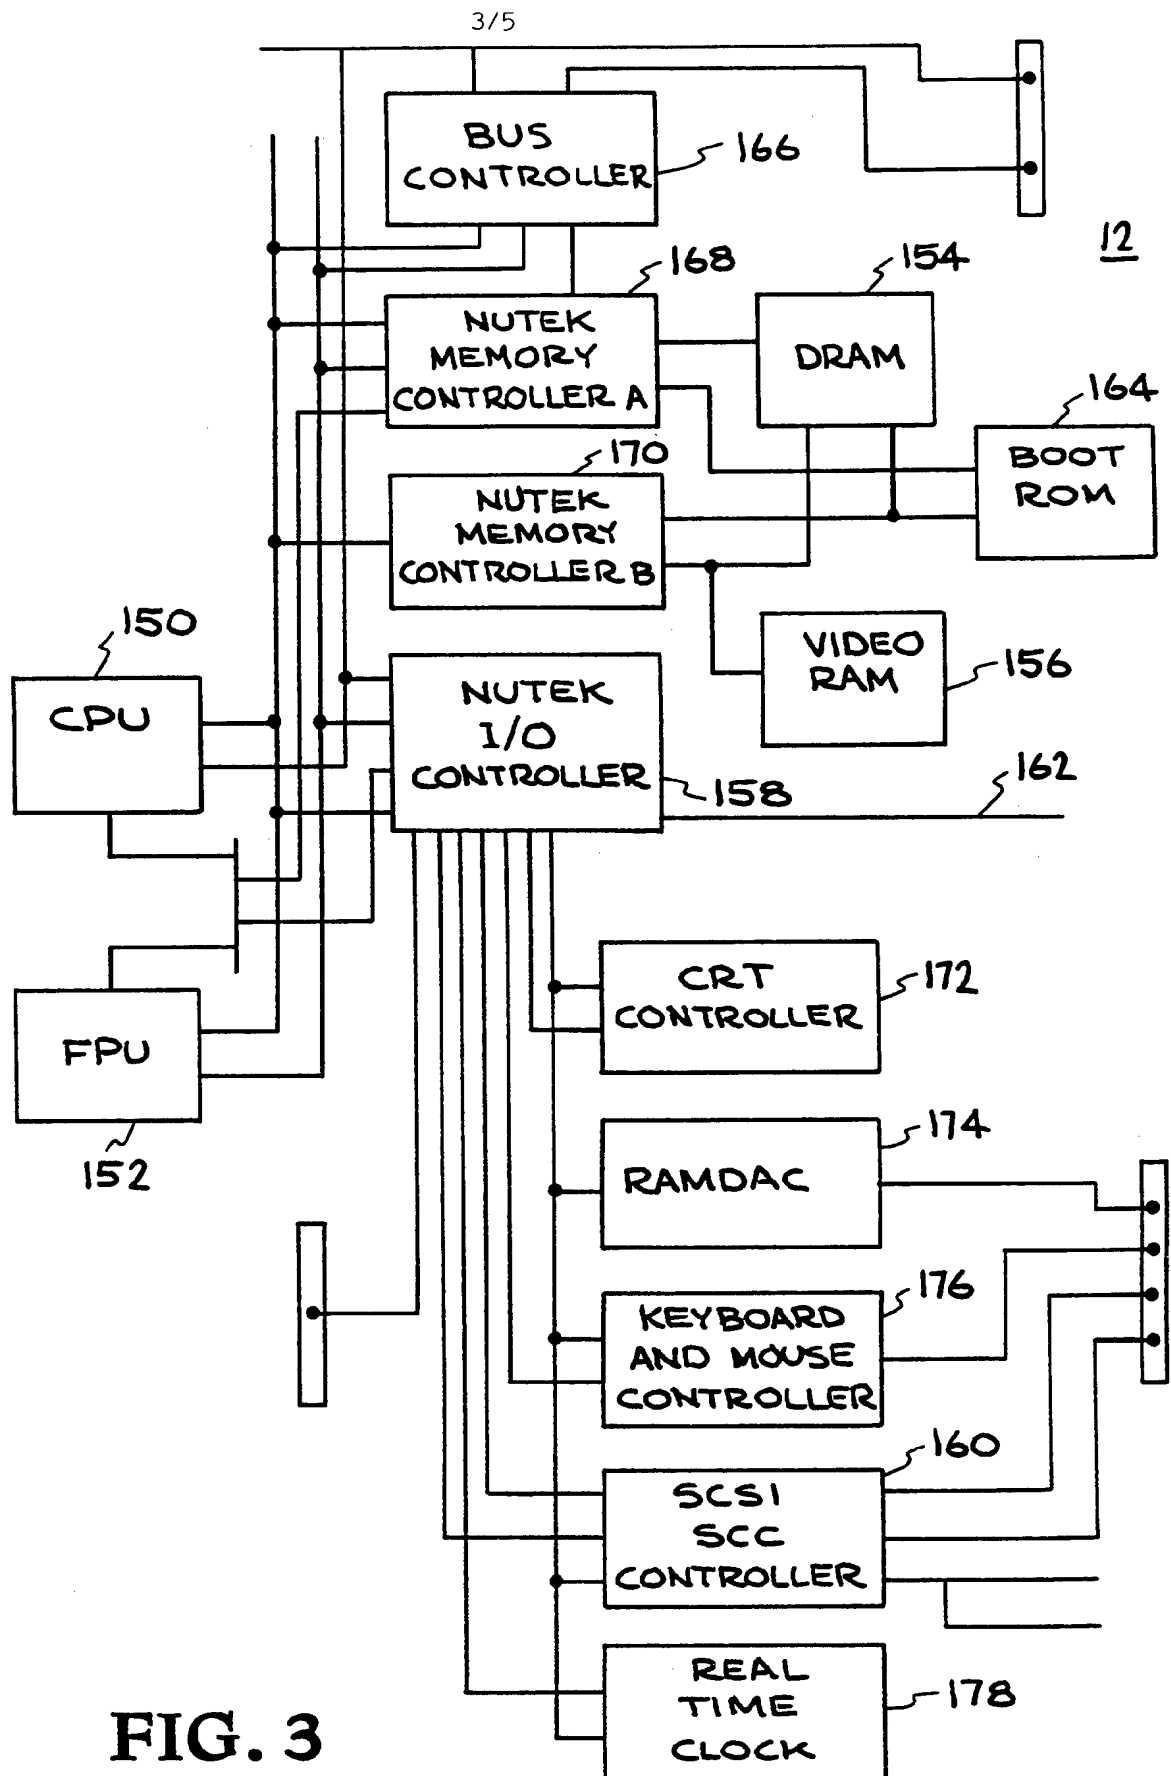 3/5
BUS
CONTROLLER
166
12
168
154
NUTEK
MEMORY
CONTROLLER A
DRAM
164
BOOT
ROM
170
NUTEK
MEMORY
CONTROLLER B
150
CPU
VIDEO
RAM
156
NUTEK
I/O
CONTROLLER
158
162
CRT
CONTROLLER
172
FPU
152
174
RAMDAC
176
KEYBOARD
AND MOUSE
CONTROLLER
160
SCSI
SCC
CONTROLLER
REAL
TIME
CLOCK
178
FIG. 3